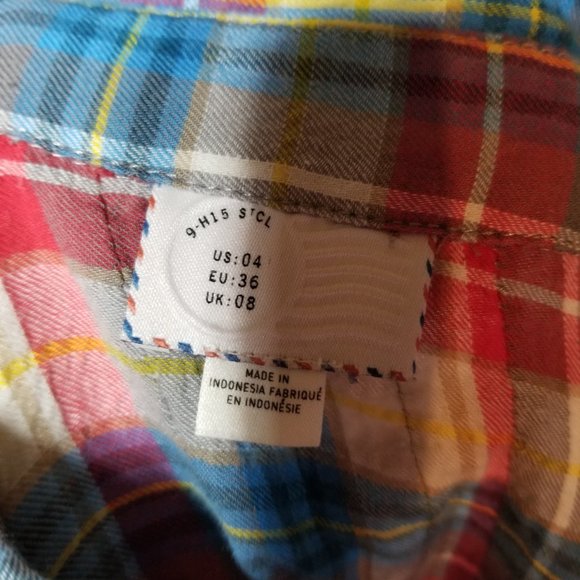 9-H15 STCL
US:04
EU:36
UK:08
MADE IN
INDONESIA FABRIQUÉ
EN INDONÉSIE